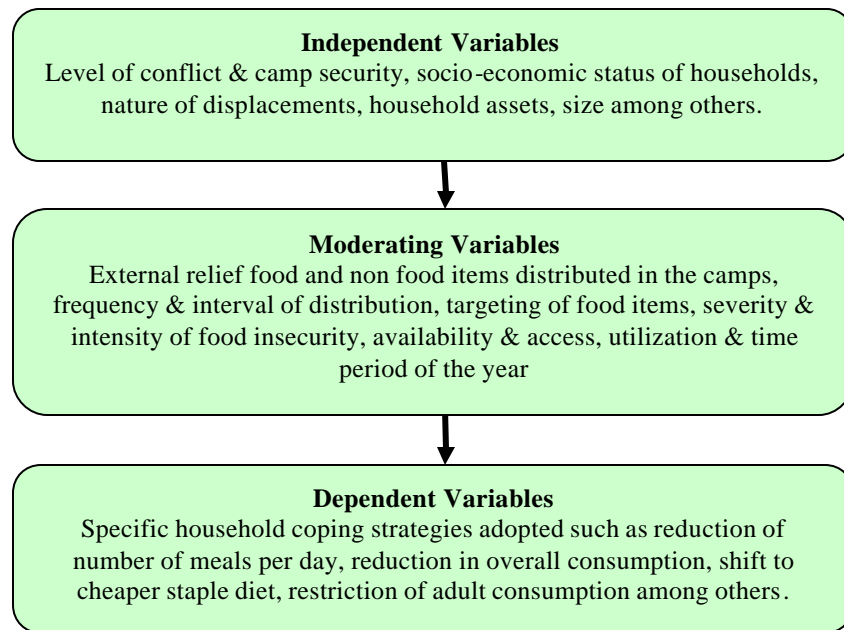 Independent Variables
Level of conflict & camp security, socio-economic status of households,
nature of displacements, household assets, size among others.
Moderating Variables
External relief food and non food items distributed in the camps,
frequency & interval of distribution, targeting of food items, severity &
intensity of food insecurity, availability & access, utilization & time
period of the year
Dependent Variables
Specific household coping strategies adopted such as reduction of
number of meals per day, reduction in overall consumption, shift to
cheaper staple diet, restriction of adult consumption among others.